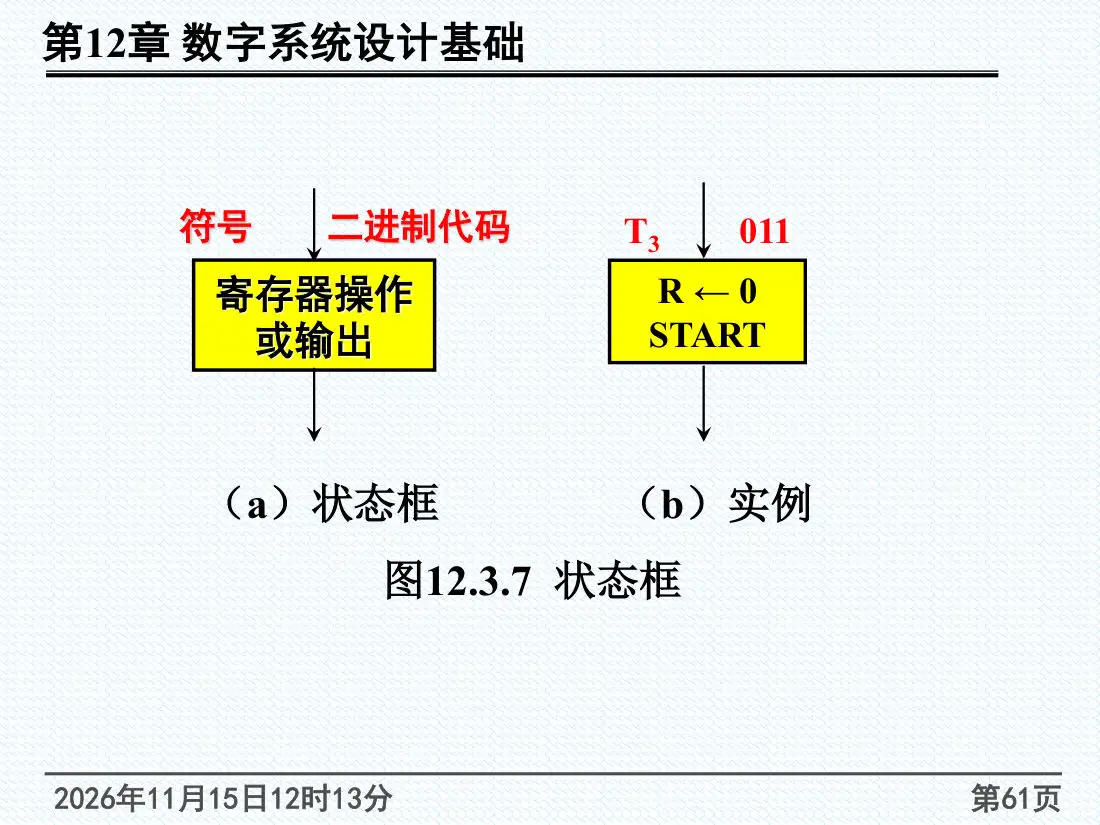 第12章 数字系统设计基础
符号 二进制代码
寄存器操作
或输出
T3 011
R ← 0
START
（a）状态框
（b）实例
图12.3.7 状态框
2026年11月15日12时13分
第61页